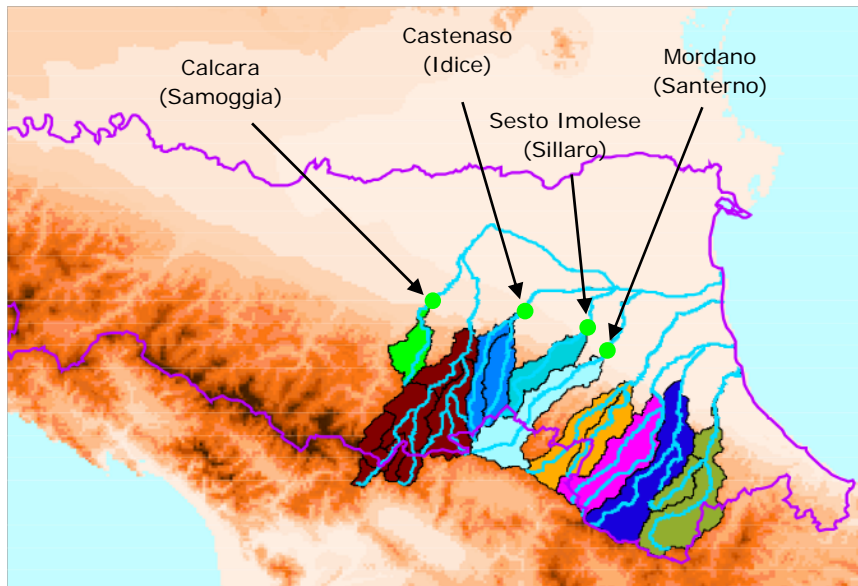 Calcara
(Samoggia)
Castenaso
(Idice)
Sesto Imolese
(Sillaro)
Mordano
(Santerno)